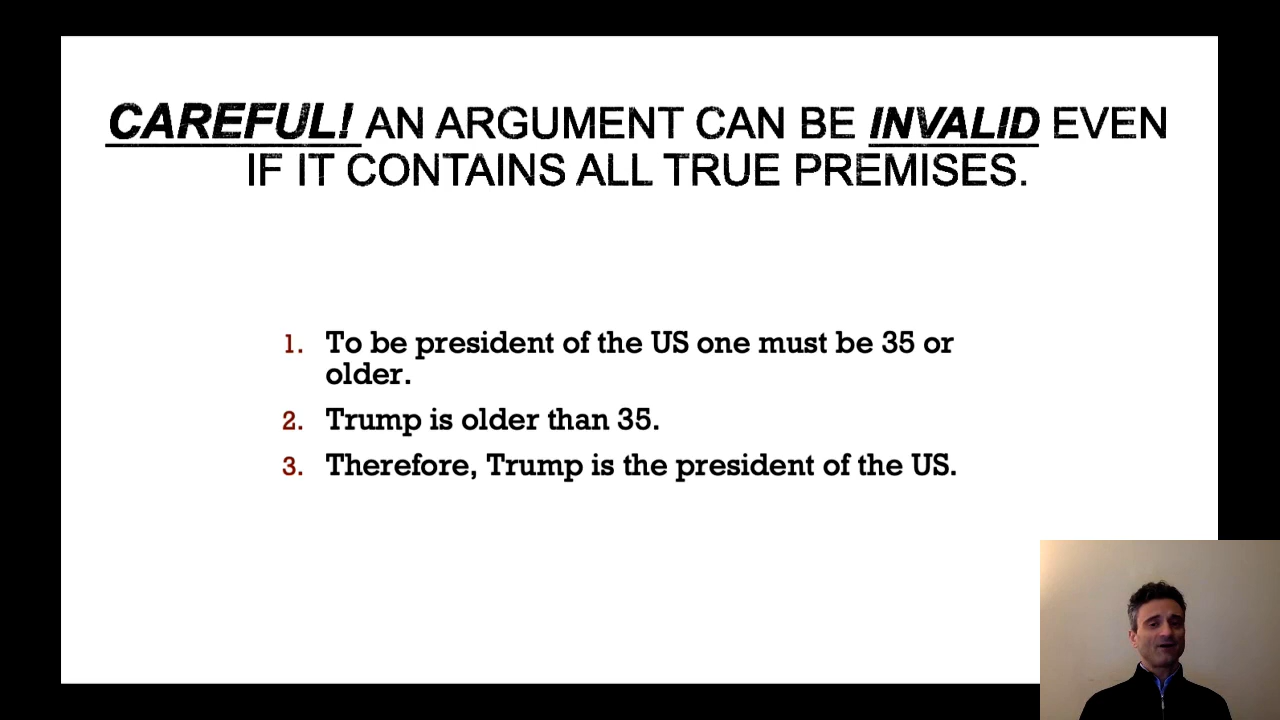 CAREFUL! AN ARGUMENT CAN BE INVALID EVEN
IF IT CONTAINS ALL TRUE PREMISES.
1. To be president of the US one must be 35 or
older.
2. Trump is older than 35.
3. Therefore, Trump is the president of the US.